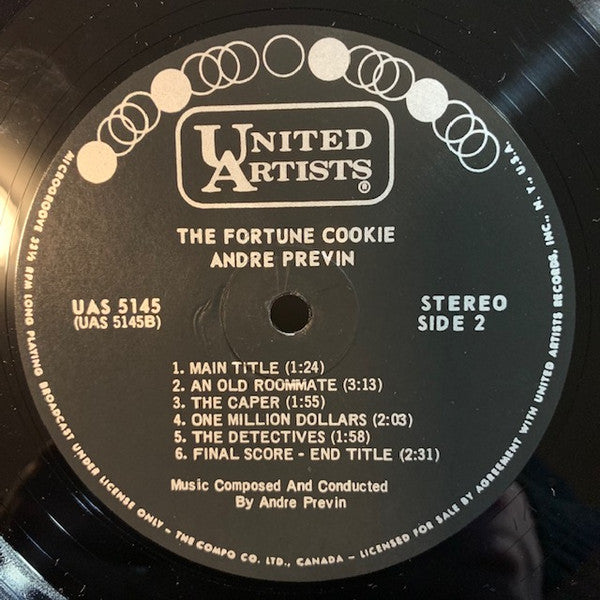 UNITED
ARTISTS®
THE FORTUNE COOKIE
ANDRE PREVIN
UAS 5145
(UAS 5145B)
STEREO
SIDE 2
1. MAIN TITLE (1:24)
2. AN OLD ROOMMATE (3:13)
3. THE CAPER (1:55)
4. ONE MILLION DOLLARS (2:03)
5. THE DETECTIVES (1:58)
6. FINAL SCORE - END TITLE (2:31)
Music Composed And Conducted
By Andre Previn
MICROGROOVE 33⅓ RPM LONG PLAYING BROADCAST UNDER LICENSE ONLY - THE COMPO CO. LTD., CANADA - LICENSED FOR SALE BY AGREEMENT WITH UNITED ARTISTS RECORDS, INC., N. Y., U.S.A.